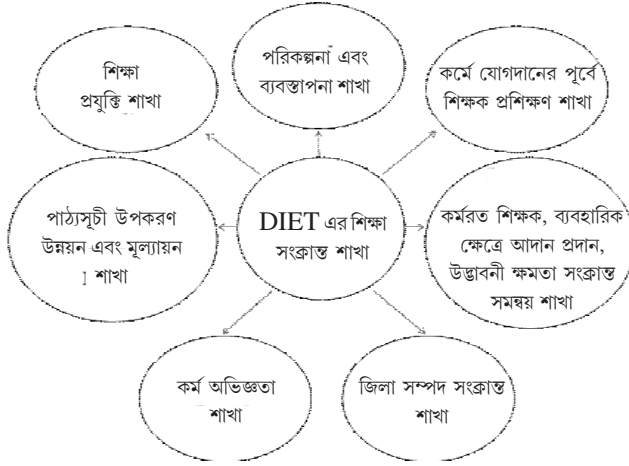 পরিকল্পনা এবং
ব্যবস্তাপনা শাখা
শিক্ষা
প্রযুক্তি শাখা
কর্মে যোগদানের পূর্বে
শিক্ষক প্রশিক্ষণ শাখা
পাঠ্যসূচী উপকরণ
উন্নয়ন এবং মূল্যায়ন
শাখা
DIET এর শিক্ষা
সংক্রান্ত শাখা
কর্মরত শিক্ষক, ব্যবহারিক
ক্ষেত্রে আদান প্রদান,
উদ্ভাবনী ক্ষমতা সংক্রান্ত
সমন্বয় শাখা
কর্ম অভিজ্ঞতা
শাখা
জিলা সম্পদ সংক্রান্ত
শাখা